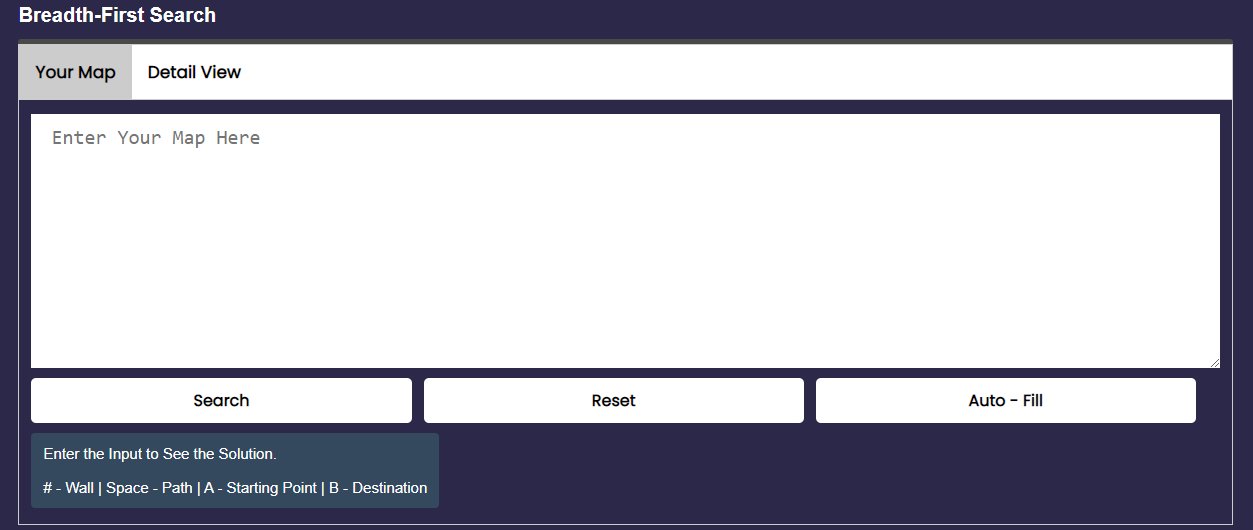 Breadth-First Search
Your Map Detail View
Enter Your Map Here
Search Reset Auto - Fill
Enter the Input to See the Solution.
# - Wall | Space - Path | A - Starting Point | B - Destination